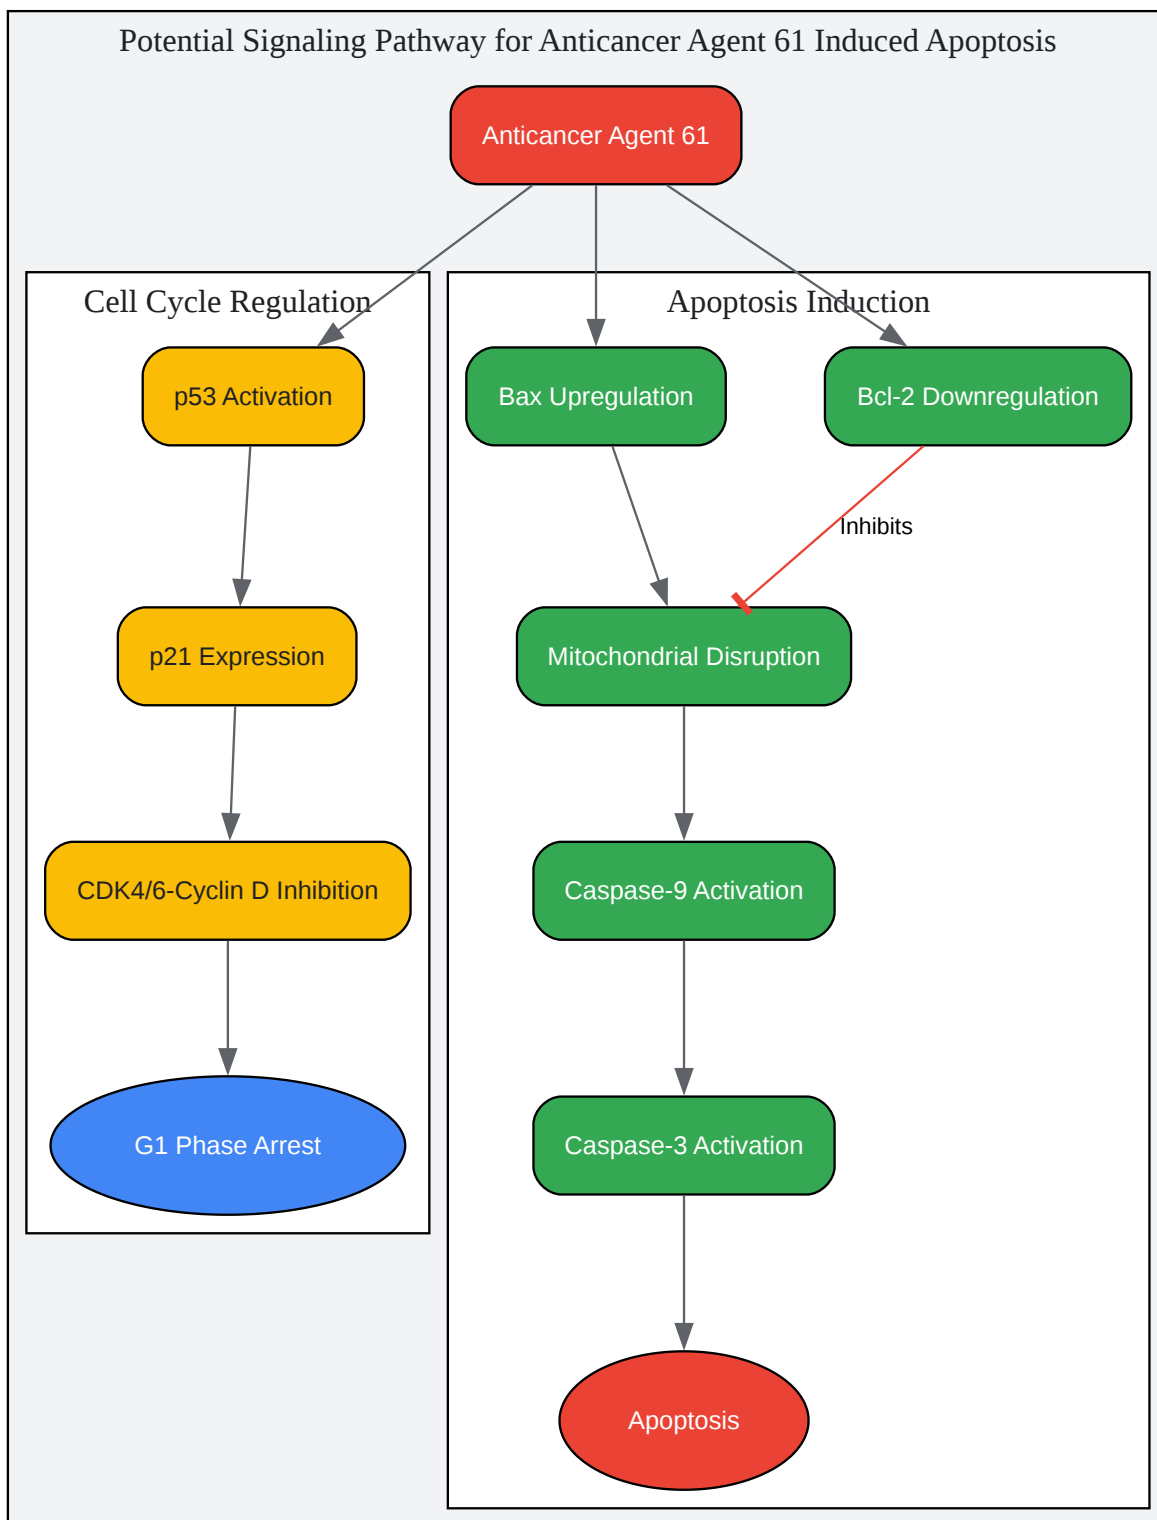 Potential Signaling Pathway for Anticancer Agent 61 Induced Apoptosis
Anticancer Agent 61
Cell Cycle Regulation
Apoptosis Induction
p53 Activation
Bax Upregulation
Bcl-2 Downregulation
Inhibits
p21 Expression
Mitochondrial Disruption
CDK4/6-Cyclin D Inhibition
Caspase-9 Activation
G1 Phase Arrest
Caspase-3 Activation
Apoptosis